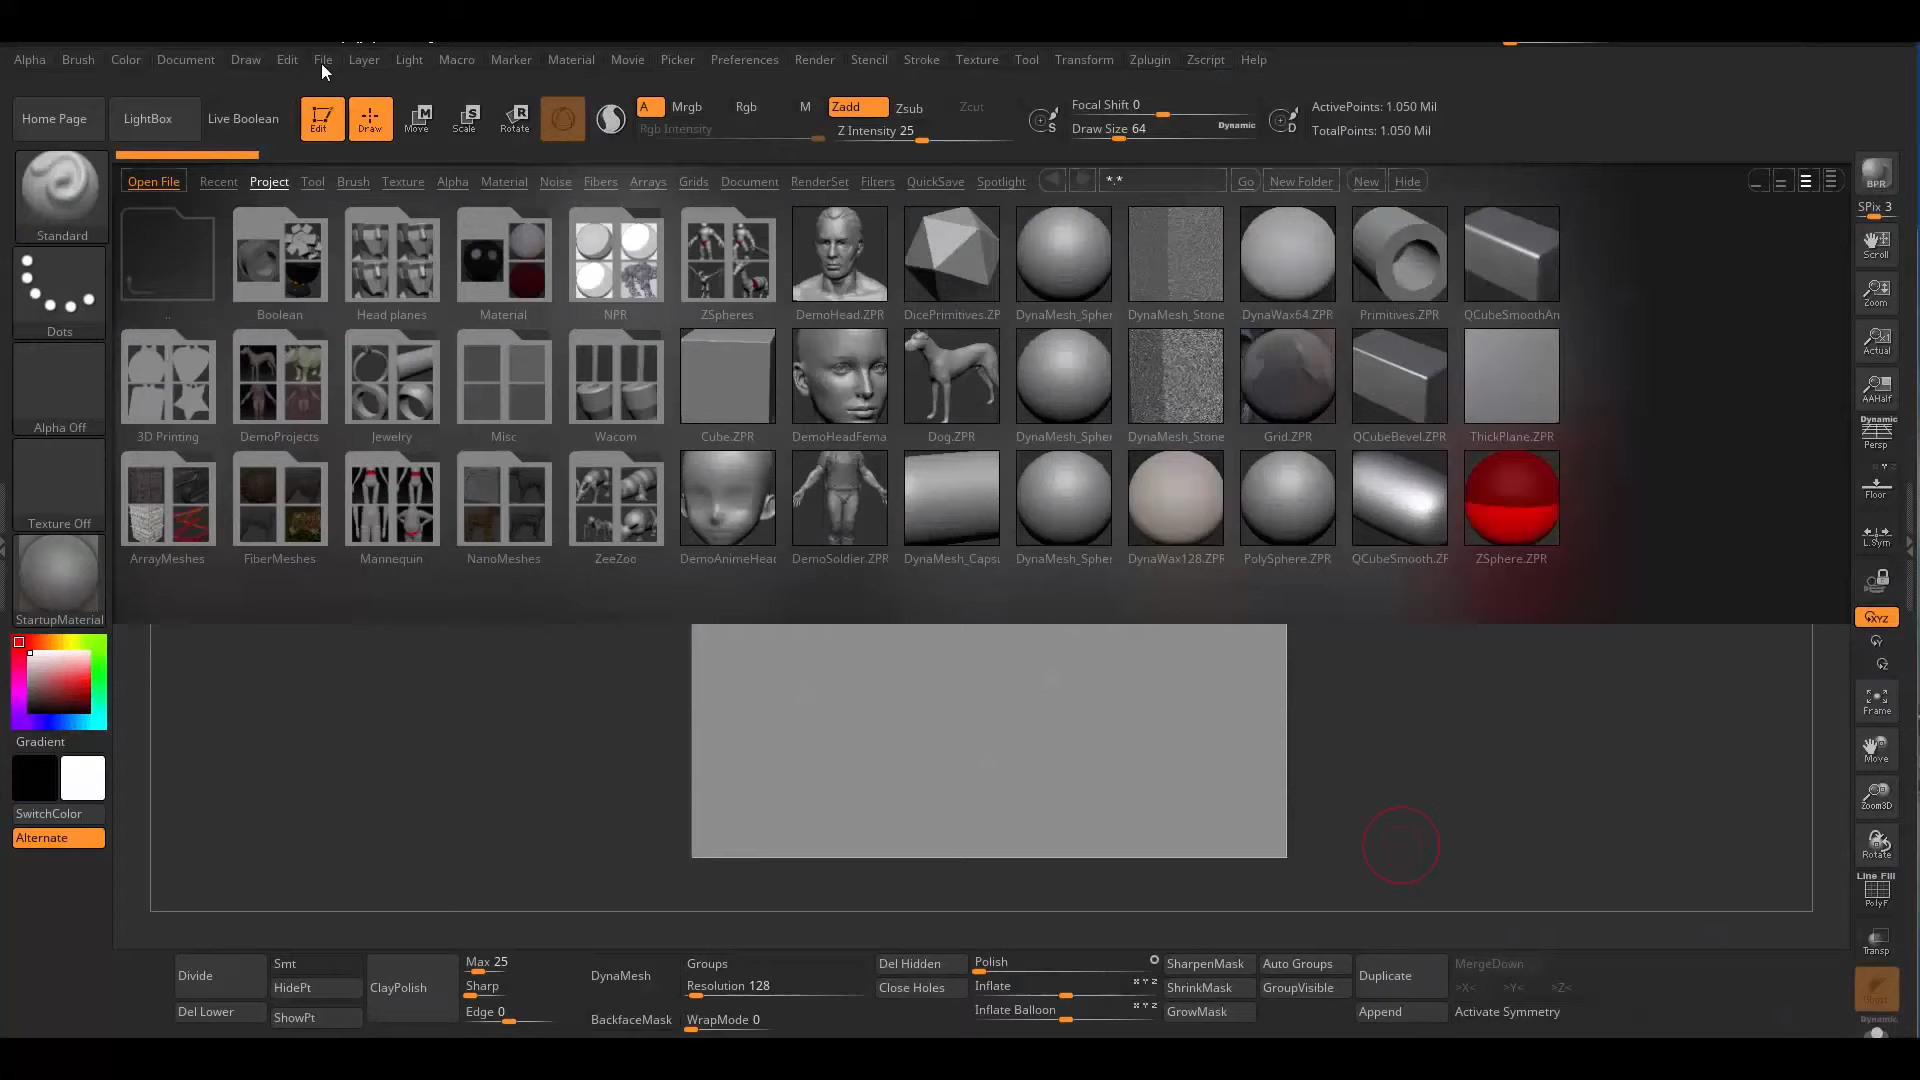 Alpha Brush Color Document Draw Edit File Layer Light Macro Marker Material Movie Picker Preferences Render Stencil Stroke Texture Tool Transform Zplugin Zscript Help
Home Page LightBox Live Boolean Edit Draw Move Scale Rotate A Mrgb Rgb M Zadd Zsub Zcut Focal Shift 0 ActivePoints: 1.050 Mil
Rgb Intensity Z Intensity 25 Draw Size 64 Dynamic TotalPoints: 1.050 Mil
Open File Recent Project Tool Brush Texture Alpha Material Noise Fibers Arrays Grids Document RenderSet Filters QuickSave Spotlight *.* Go New Folder New Hide
.. Boolean Head planes Material NPR ZSpheres DemoHead.ZPR DicePrimitives.ZP DynaMesh_Spher DynaMesh_Stone DynaWax64.ZPR Primitives.ZPR QCubeSmoothAn
3D Printing DemoProjects Jewelry Misc Wacom Cube.ZPR DemoHeadFema Dog.ZPR DynaMesh_Spher DynaMesh_Stone Grid.ZPR QCubeBevel.ZPR ThickPlane.ZPR
ArrayMeshes FiberMeshes Mannequin NanoMeshes ZeeZoo DemoAnimeHead DemoSoldier.ZPR DynaMesh_Capsu DynaMesh_Spher DynaWax128.ZPR PolySphere.ZPR QCubeSmooth.ZP ZSphere.ZPR
Standard
Dots
Alpha Off
Texture Off
StartupMaterial
Gradient
SwitchColor
Alternate
BPR
SPix 3
Scroll
Zoom
Actual
AAHalf
Dynamic
Persp
Floor
L.Sym
XYZ
Frame
Move
Zoom3D
Rotate
Line Fill
PolyF
Transp
Ghost
Dynamic
Divide Smt Max 25 Groups Del Hidden Polish SharpenMask Auto Groups MergeDown
HidePt ClayPolish Sharp DynaMesh Resolution 128 Close Holes Inflate X Y Z ShrinkMask GroupVisible Duplicate >X< >Y< >Z<
Del Lower ShowPt Edge 0 BackfaceMask WrapMode 0 Inflate Balloon X Y Z GrowMask Append Activate Symmetry